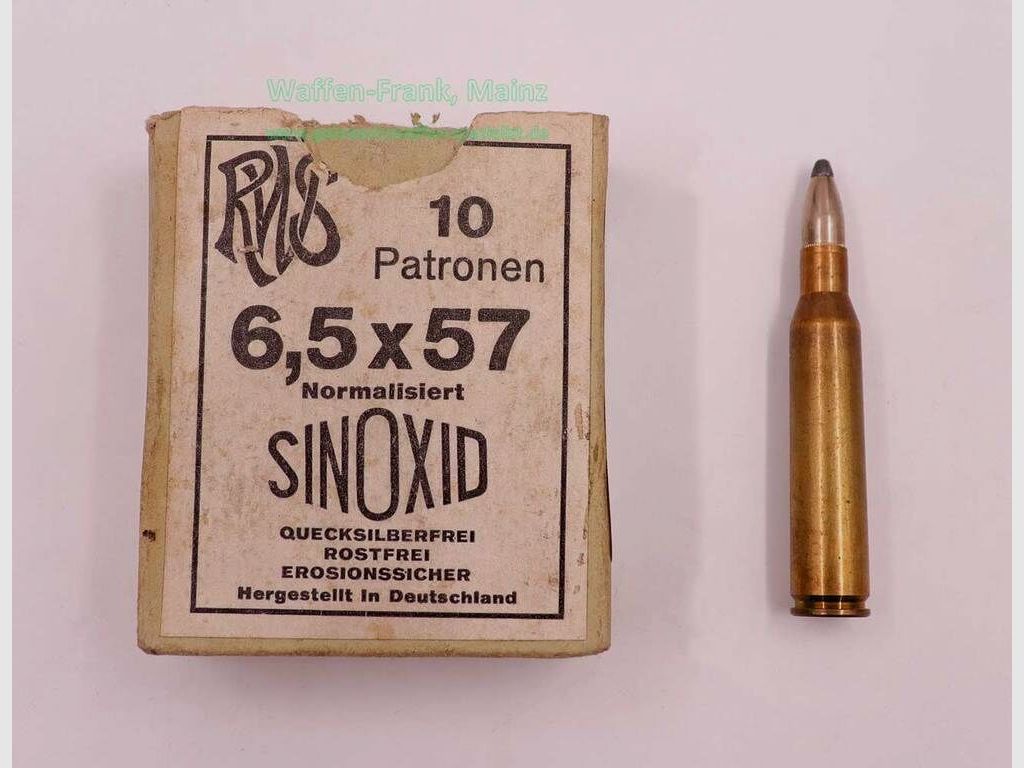 Waffen-Frank, Mainz
RWS
10
Patronen
6,5x57
Normalisiert
SINOXID
QUECKSILBERFREI
ROSTFREI
EROSIONSSICHER
Hergestellt in Deutschland